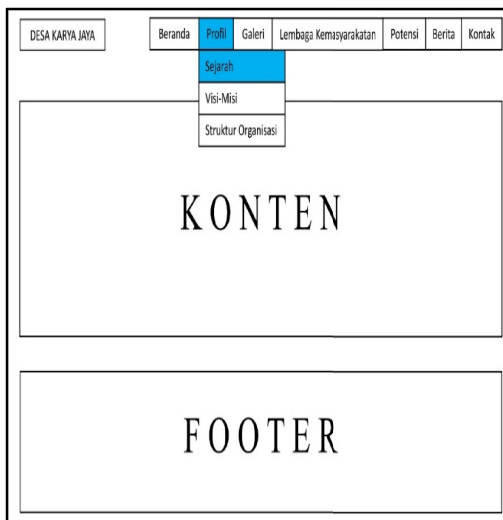 DESA KARYA JAYA
Beranda Profil Galeri Lembaga Kemasyarakatan Potensi Berita Kontak
Sejarah
Visi-Misi
Struktur Organisasi
KONTEN
FOOTER